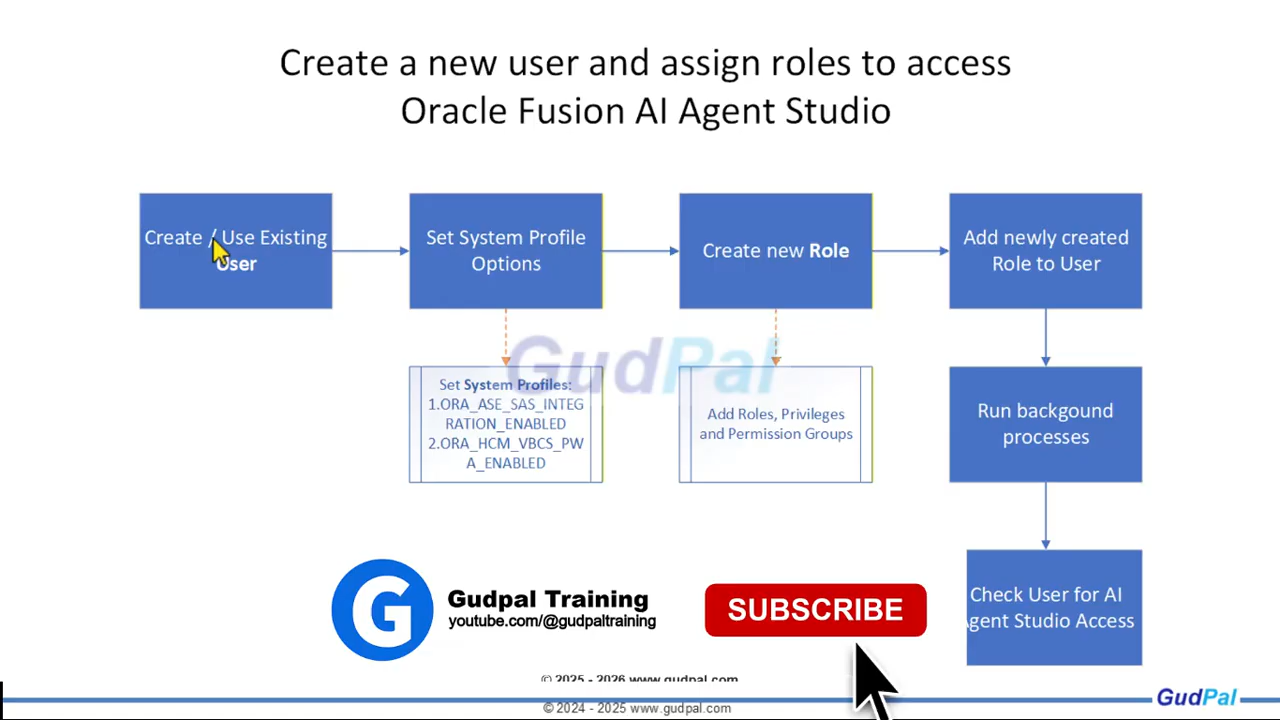 Create a new user and assign roles to access
Oracle Fusion AI Agent Studio
Create / Use Existing
User
Set System Profile
Options
Create new Role
Add newly created
Role to User
GudPal
Set System Profiles:
1.ORA_ASE_SAS_INTEG
RATION_ENABLED
2.ORA_HCM_VBCS_PW
A_ENABLED
Add Roles, Privileges
and Permission Groups
Run backgound
processes
Check User for AI
Agent Studio Access
G
Gudpal Training
youtube.com/@gudpaltraining
SUBSCRIBE
© 2025 - 2026 www.gudpal.com
© 2024 - 2025 www.gudpal.com
GudPal